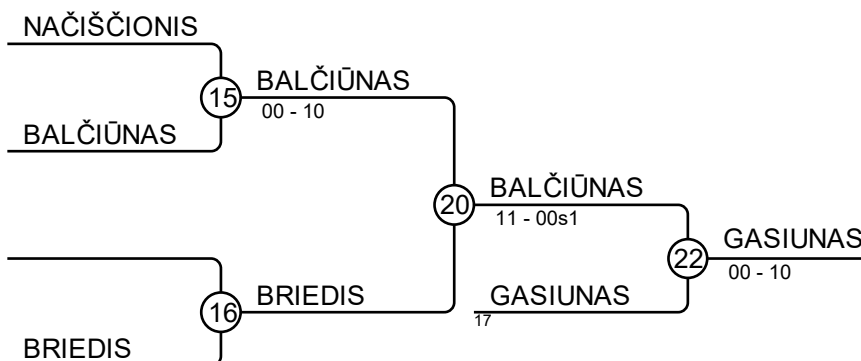 NAČIŠČIONIS
15
BALČIŪNAS
00 - 10
BALČIŪNAS
20
BALČIŪNAS
11 - 00s1
22
GASIUNAS
00 - 10
16
BRIEDIS
GASIUNAS
17
BRIEDIS